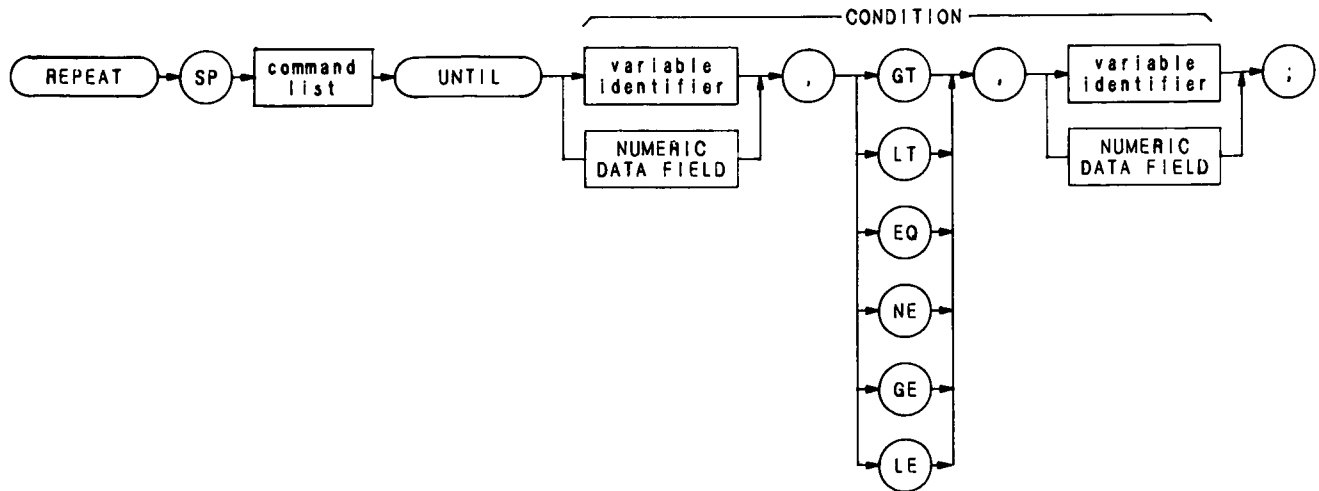 CONDITION
REPEAT SP command list UNTIL variable identifier , GT , variable identifier ;
NUMERIC DATA FIELD LT NUMERIC DATA FIELD
EQ
NE
GE
LE